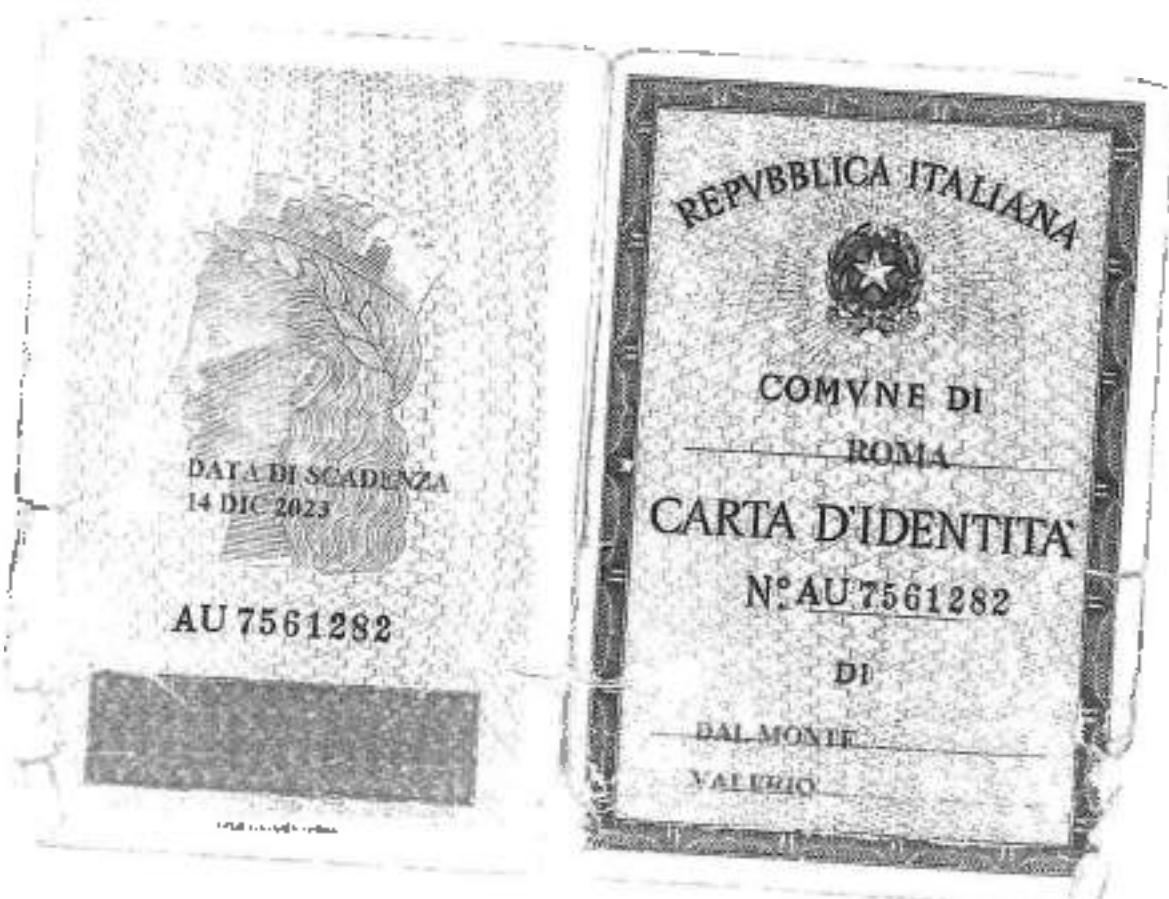 DATA DI SCADENZA
14 DIC 2023
AU 7561282
REPVBBLICA ITALIANA
COMVNE DI
ROMA
CARTA D'IDENTITA'
N° AU 7561282
DI
DAL MONTE
VALERIO